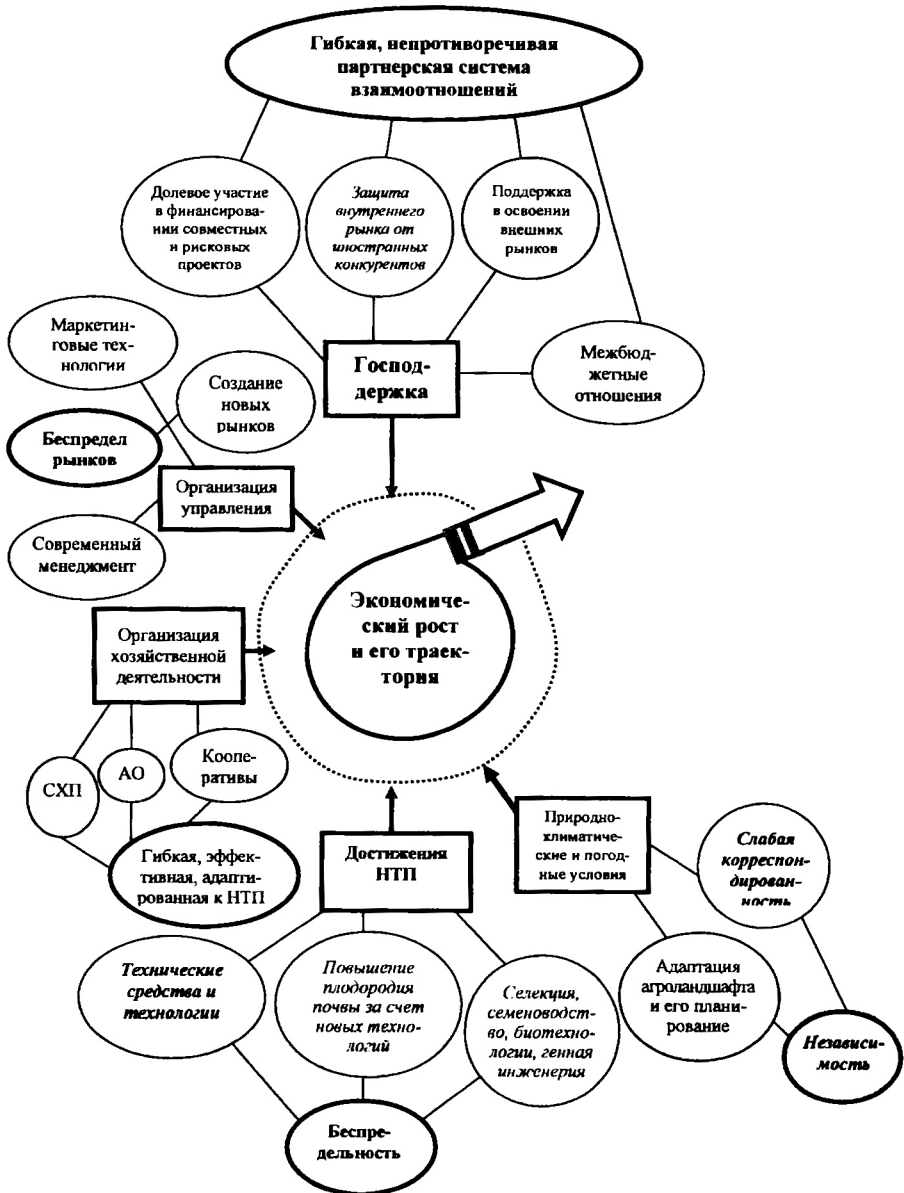 Гибкая, непротиворечивая
партнерская система
взаимоотношений
Долевое участие
в финансирова-
нии совместных
и рисковых
проектов
Защита
внутреннего
рынка от
иностранных
конкурентов
Поддержка
в освоении
внешних
рынков
Маркетин-
говые тех-
нологии
Создание
новых
рынков
Господ-
держка
Межбюд-
жетные
отношения
Беспредел
рынков
Организация
управления
Современный
менеджмент
Экономиче-
ский рост
и его траек-
тория
Организация
хозяйственной
деятельности
СХП
АО
Коопе-
ративы
Гибкая, эффек-
тивная, адапти-
рованная к НТП
Достижения
НТП
Природно-
климатиче-
ские и погод-
ные условия
Слабая
корреспон-
дирован-
ность
Технические
средства и
технологии
Повышение
плодородия
почвы за счет
новых техно-
логий
Селекция,
семеноводст-
во, биотехно-
логии, генная
инженерия
Адаптация
агроландшафта
и его плани-
рование
Независи-
мость
Беспре-
дельность